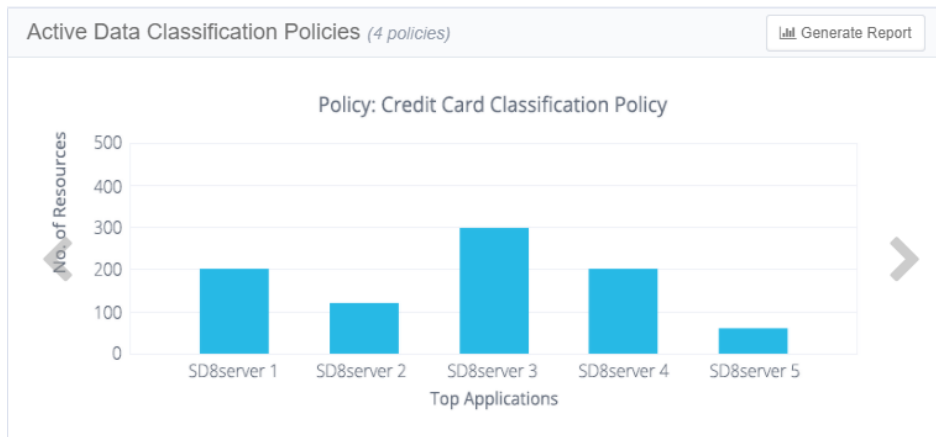 Active Data Classification Policies (4 policies)
Generate Report
Policy: Credit Card Classification Policy
No. of Resources
500
400
300
200
100
0
SD8server 1
SD8server 2
SD8server 3
SD8server 4
SD8server 5
Top Applications